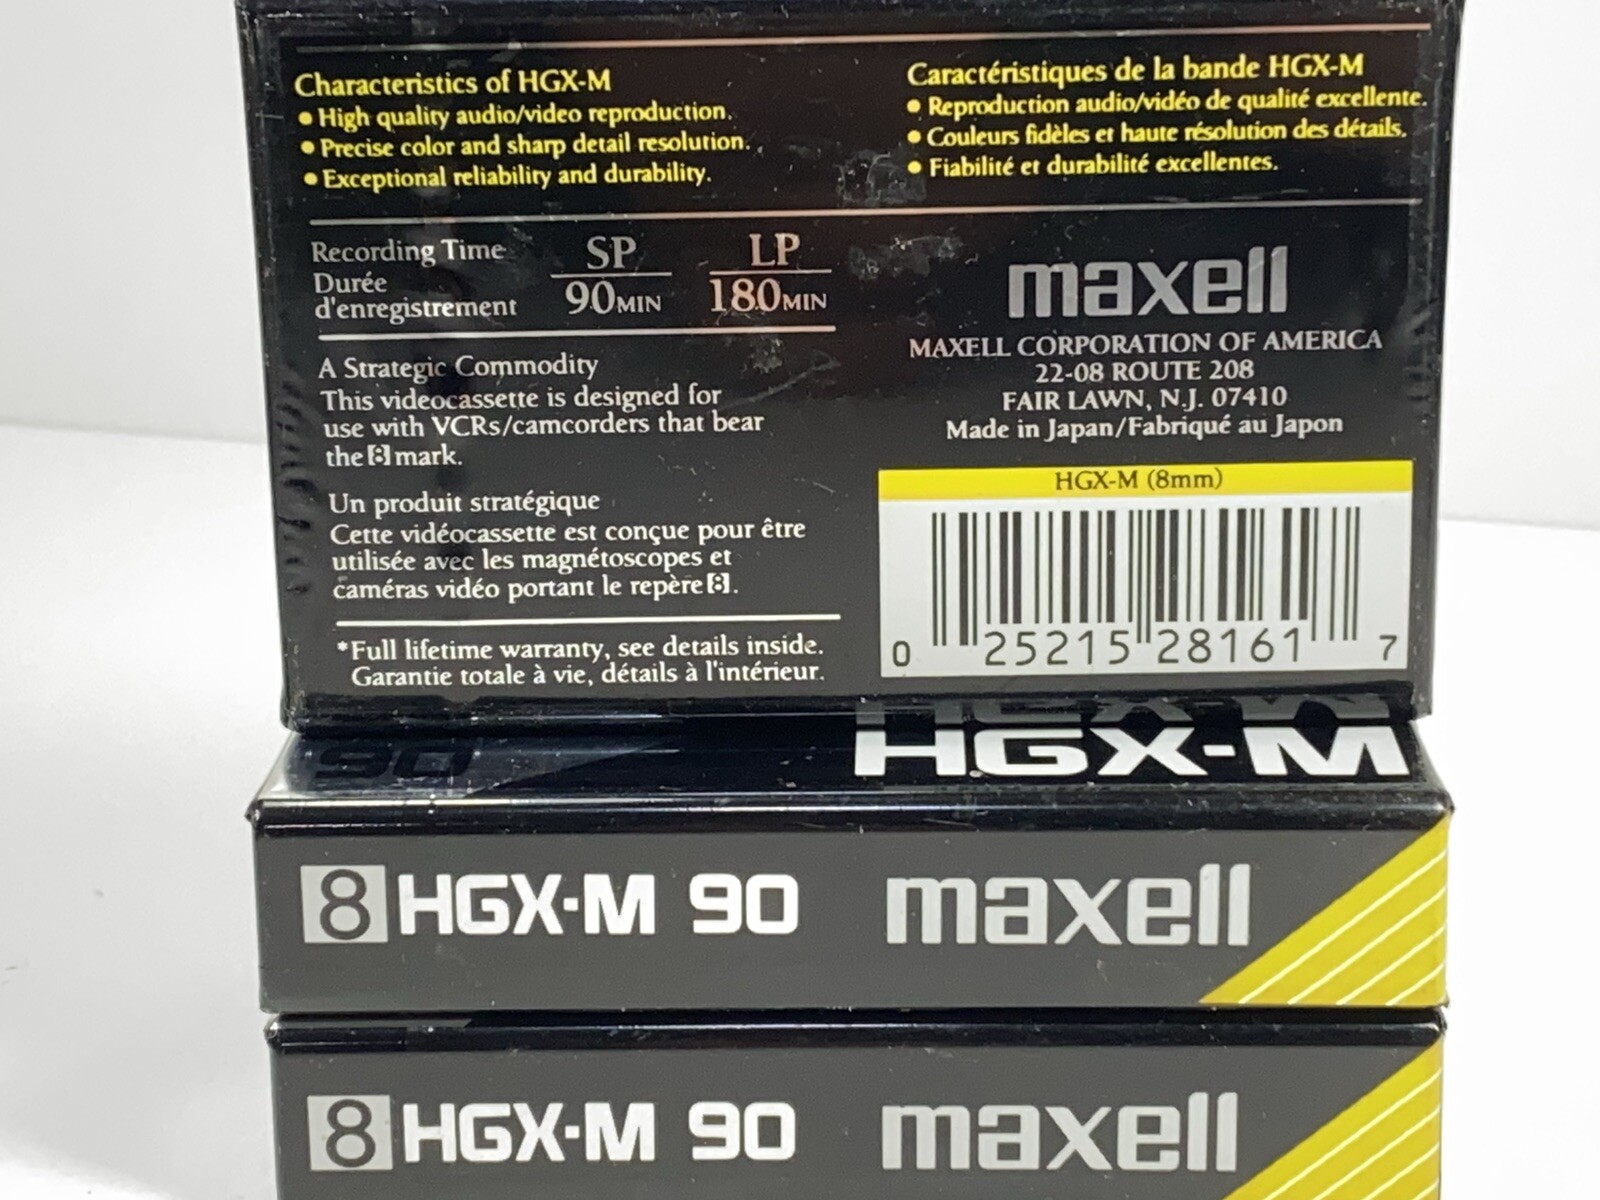 Characteristics of HGX-M
• High quality audio/video reproduction.
• Precise color and sharp detail resolution.
• Exceptional reliability and durability.
Caractéristiques de la bande HGX-M
• Reproduction audio/vidéo de qualité excellente.
• Couleurs fidèles et haute résolution des détails.
• Fiabilité et durabilité excellentes.
Recording Time
Durée
d'enregistrement
SP
90MIN
LP
180MIN
A Strategic Commodity
This videocassette is designed for
use with VCRs/camcorders that bear
the 8 mark.
Un produit stratégique
Cette vidéocassette est conçue pour être
utilisée avec les magnétoscopes et
caméras vidéo portant le repère 8.
*Full lifetime warranty, see details inside.
Garantie totale à vie, détails à l'intérieur.
maxell
MAXELL CORPORATION OF AMERICA
22-08 ROUTE 208
FAIR LAWN, N.J. 07410
Made in Japan/Fabriqué au Japon
HGX-M (8mm)
0 25215 28161 7
90 HGX-M
8 HGX-M 90 maxell
8 HGX-M 90 maxell